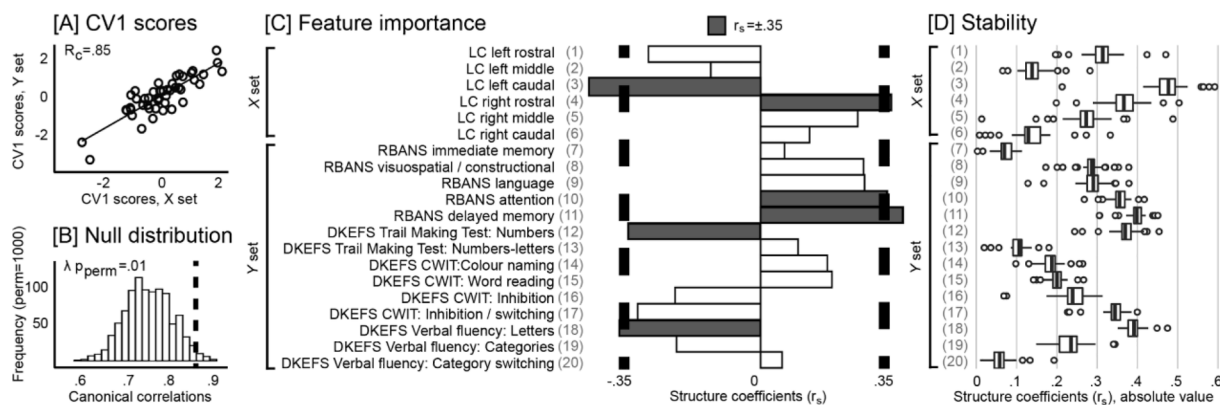 [A] CV1 scores
CV1 scores, Y set
2
0
-2
Rc=.85
-2
0
2
CV1 scores, X set
[B] Null distribution
Frequency (perm=1000)
100
50
λ pperm=.01
.6
.7
.8
.9
Canonical correlations
[C] Feature importance
rs=±.35
X set
LC left rostral (1)
LC left middle (2)
LC left caudal (3)
LC right rostral (4)
LC right middle (5)
LC right caudal (6)
Y set
RBANS immediate memory (7)
RBANS visuospatial / constructional (8)
RBANS language (9)
RBANS attention (10)
RBANS delayed memory (11)
DKEFS Trail Making Test: Numbers (12)
DKEFS Trail Making Test: Numbers-letters (13)
DKEFS CWIT:Colour naming (14)
DKEFS CWIT: Word reading (15)
DKEFS CWIT: Inhibition (16)
DKEFS CWIT: Inhibition / switching (17)
DKEFS Verbal fluency: Letters (18)
DKEFS Verbal fluency: Categories (19)
DKEFS Verbal fluency: Category switching (20)
-.35
0
.35
Structure coefficients (rs)
[D] Stability
X set
(1)
(2)
(3)
(4)
(5)
(6)
Y set
(7)
(8)
(9)
(10)
(11)
(12)
(13)
(14)
(15)
(16)
(17)
(18)
(19)
(20)
0
.1
.2
.3
.4
.5
.6
Structure coefficients (rs), absolute value